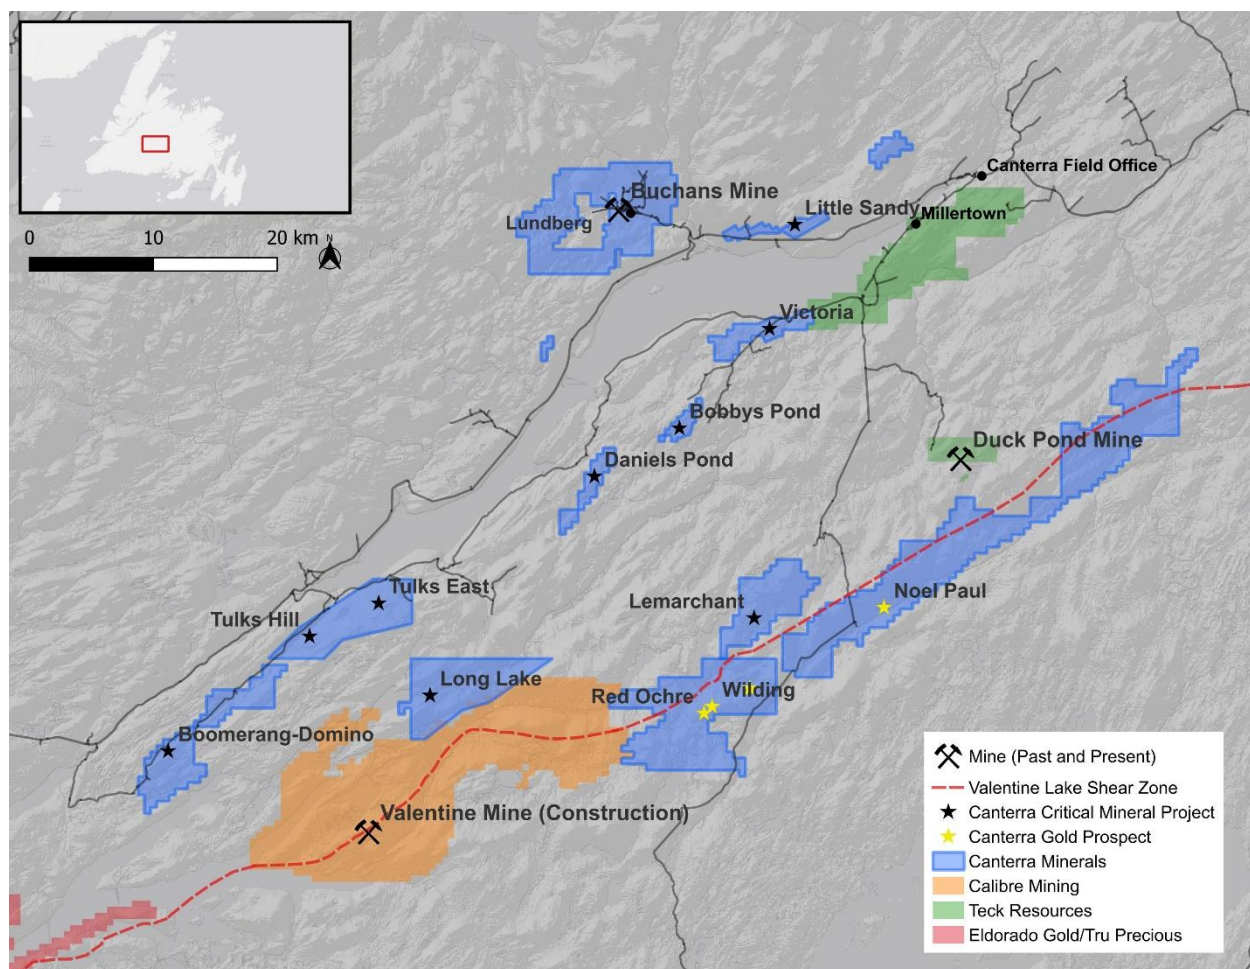 0 10 20 km
N
Canterra Field Office
Buchans Mine
Lundberg
Little Sandy
Millertown
Victoria
Bobbys Pond
Duck Pond Mine
Daniels Pond
Tulks East
Noel Paul
Lemarchant
Tulks Hill
Long Lake
Red Ochre
Wilding
Boomerang-Domino
Valentine Mine (Construction)
Mine (Past and Present)
Valentine Lake Shear Zone
Canterra Critical Mineral Project
Canterra Gold Prospect
Canterra Minerals
Calibre Mining
Teck Resources
Eldorado Gold/Tru Precious